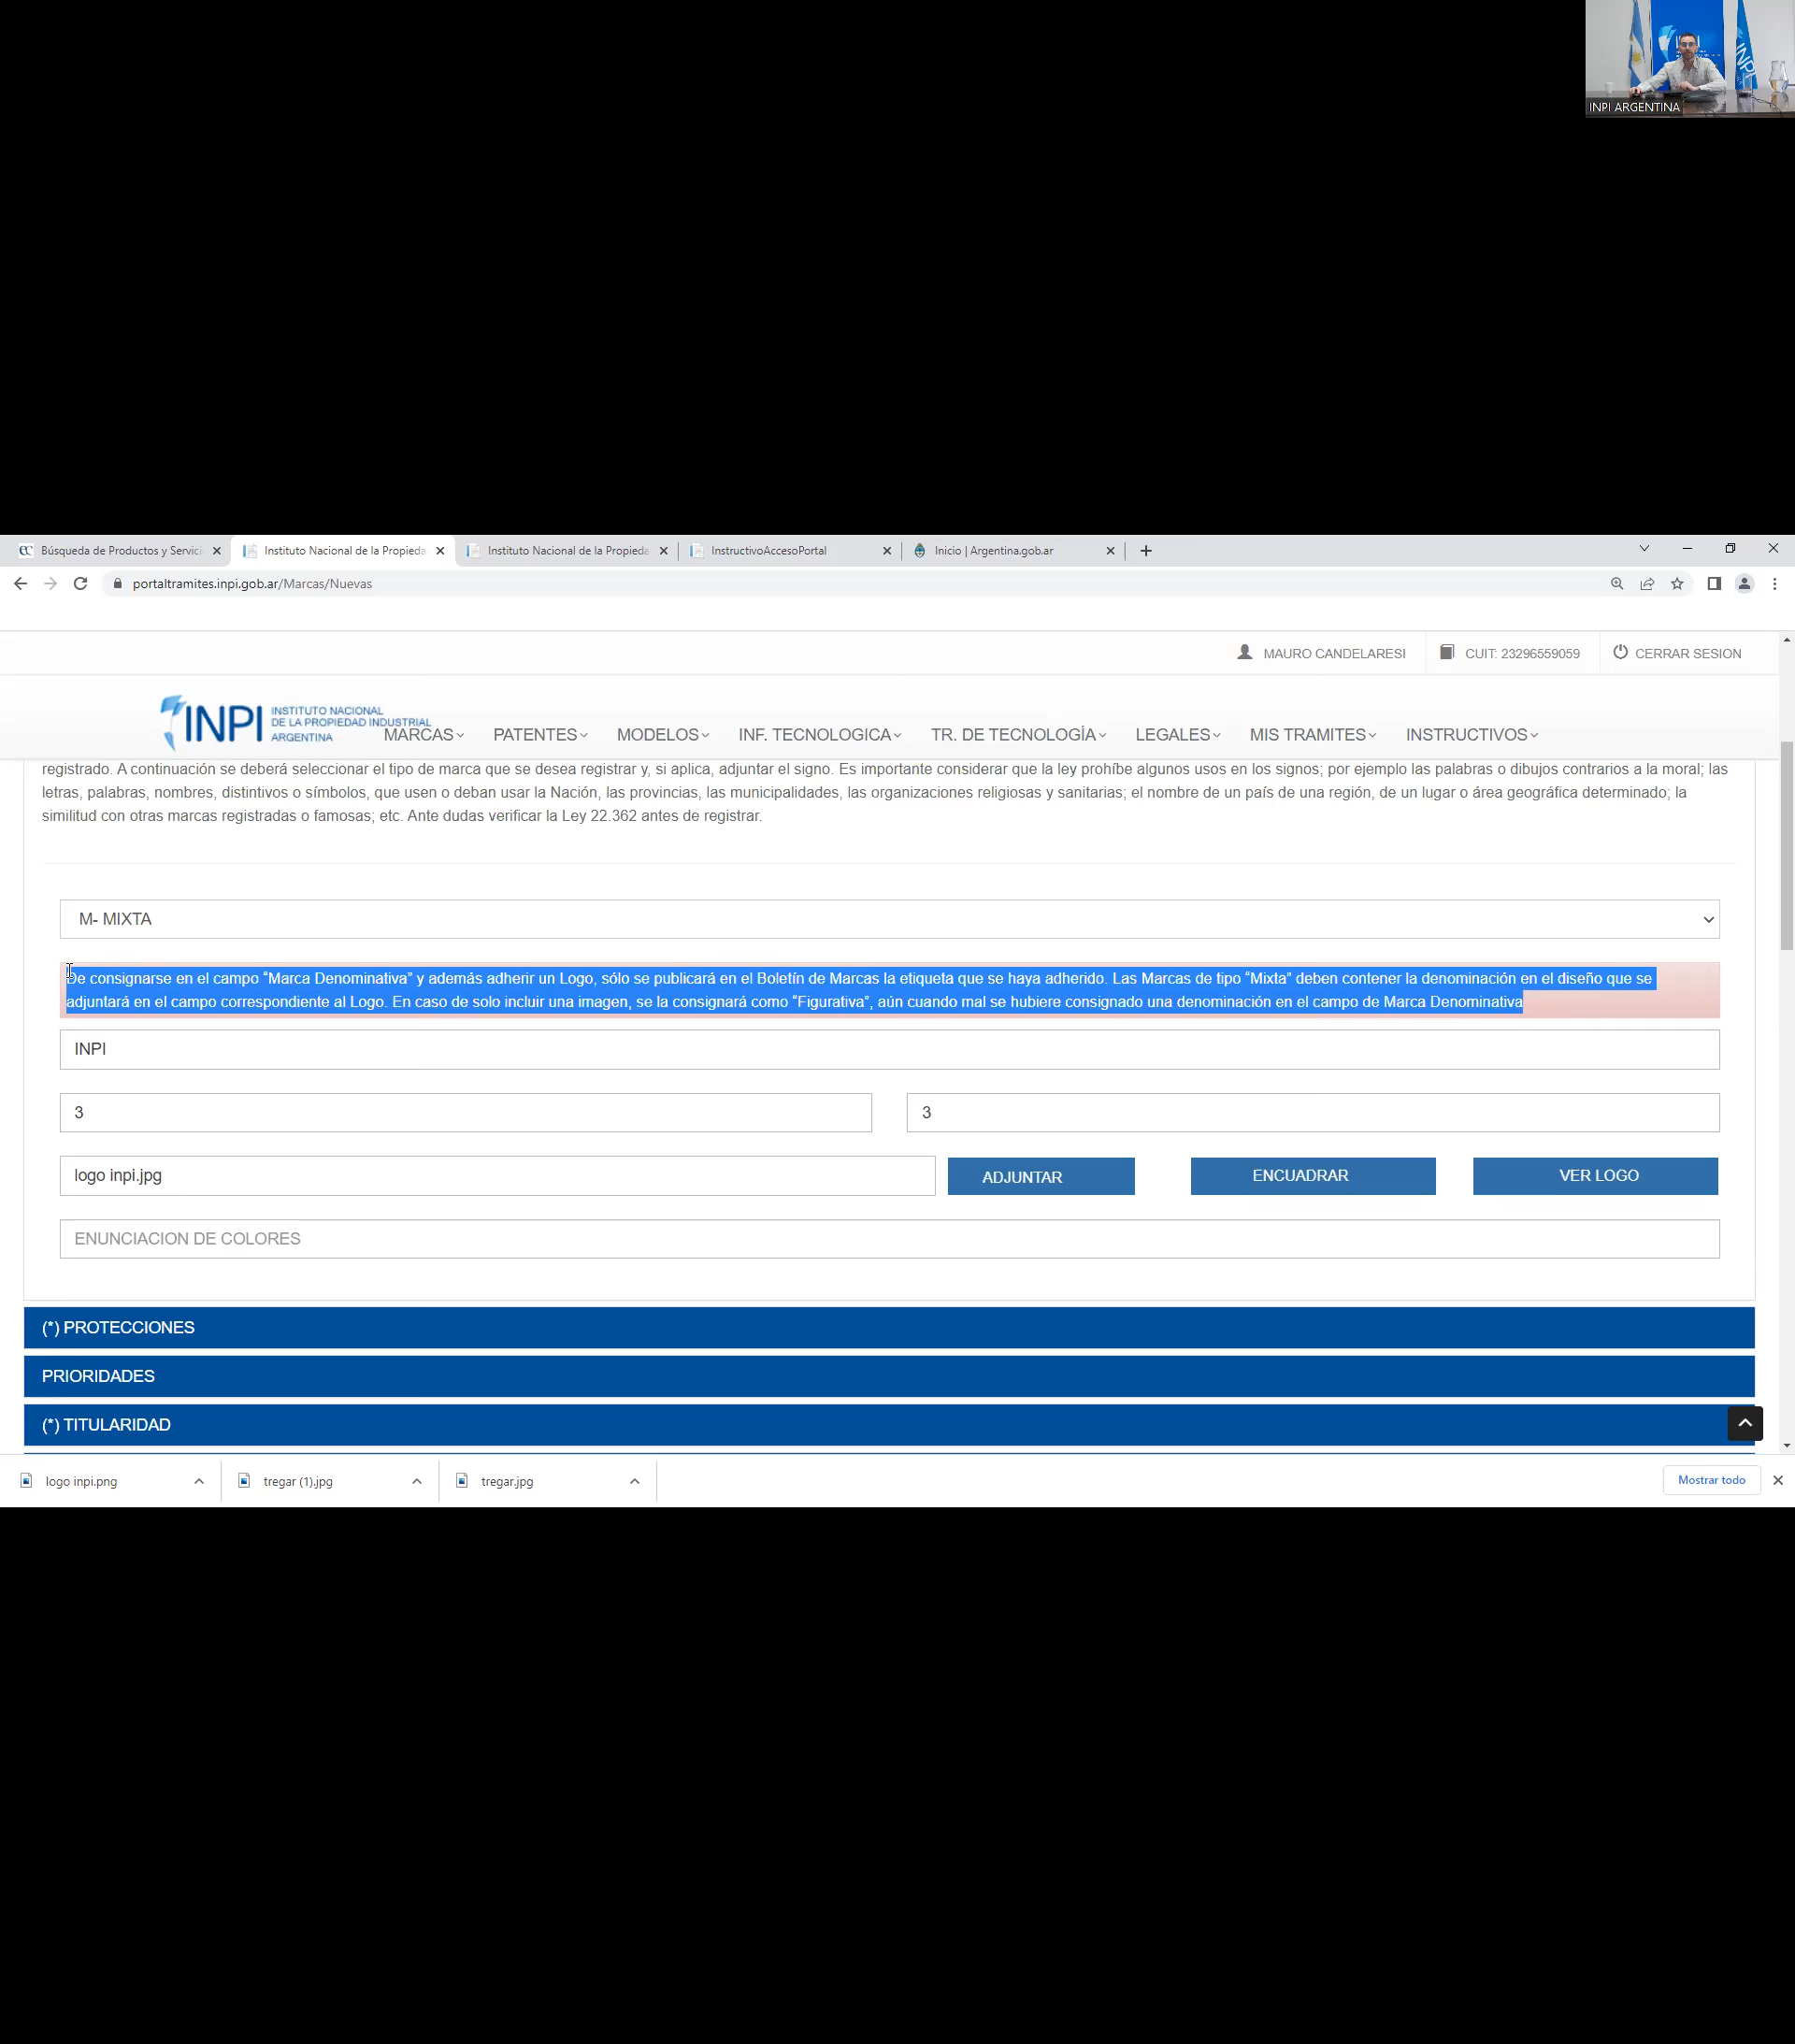 INPI ARGENTINA
Búsqueda de Productos y Servici
Instituto Nacional de la Propieda
Instituto Nacional de la Propieda
InstructivoAccesoPortal
Inicio | Argentina.gob.ar
portaltramites.inpi.gob.ar/Marcas/Nuevas
MAURO CANDELARESI
CUIT: 23296559059
CERRAR SESION
INPI
INSTITUTO NACIONAL
DE LA PROPIEDAD INDUSTRIAL
ARGENTINA
MARCAS
PATENTES
MODELOS
INF. TECNOLOGICA
TR. DE TECNOLOGÍA
LEGALES
MIS TRAMITES
INSTRUCTIVOS
registrado. A continuación se deberá seleccionar el tipo de marca que se desea registrar y, si aplica, adjuntar el signo. Es importante considerar que la ley prohíbe algunos usos en los signos; por ejemplo las palabras o dibujos contrarios a la moral; las
letras, palabras, nombres, distintivos o símbolos, que usen o deban usar la Nación, las provincias, las municipalidades, las organizaciones religiosas y sanitarias; el nombre de un país de una región, de un lugar o área geográfica determinado; la
similitud con otras marcas registradas o famosas; etc. Ante dudas verificar la Ley 22.362 antes de registrar.
M- MIXTA
De consignarse en el campo “Marca Denominativa” y además adherir un Logo, sólo se publicará en el Boletín de Marcas la etiqueta que se haya adherido. Las Marcas de tipo “Mixta” deben contener la denominación en el diseño que se
adjuntará en el campo correspondiente al Logo. En caso de solo incluir una imagen, se la consignará como “Figurativa”, aún cuando mal se hubiere consignado una denominación en el campo de Marca Denominativa
INPI
3
3
logo inpi.jpg
ADJUNTAR
ENCUADRAR
VER LOGO
ENUNCIACION DE COLORES
(*) PROTECCIONES
PRIORIDADES
(*) TITULARIDAD
logo inpi.png
tregar (1).jpg
tregar.jpg
Mostrar todo